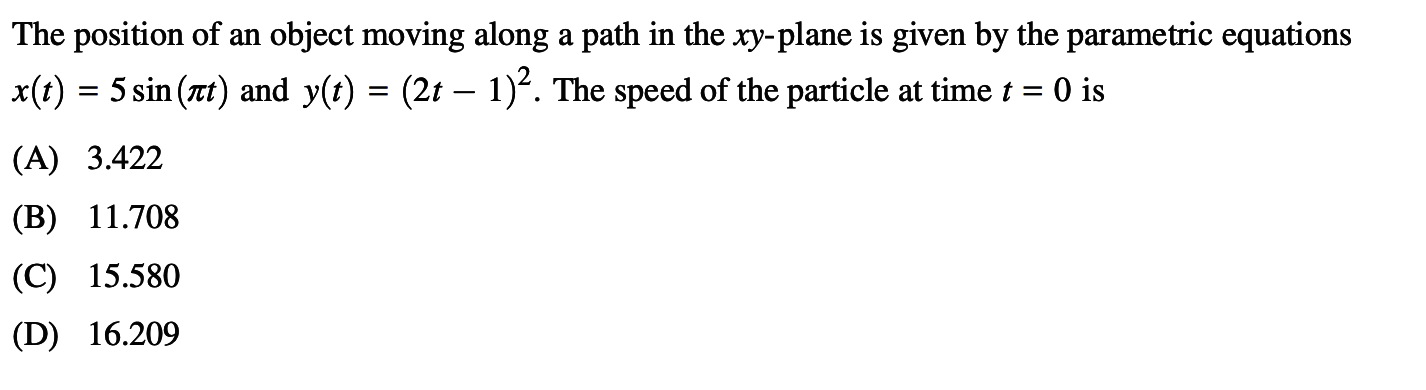 The position of an object moving along a path in the xy-plane is given by the parametric equations
x(t) = 5 sin (πt) and y(t) = (2t − 1)². The speed of the particle at time t = 0 is
(A) 3.422
(B) 11.708
(C) 15.580
(D) 16.209